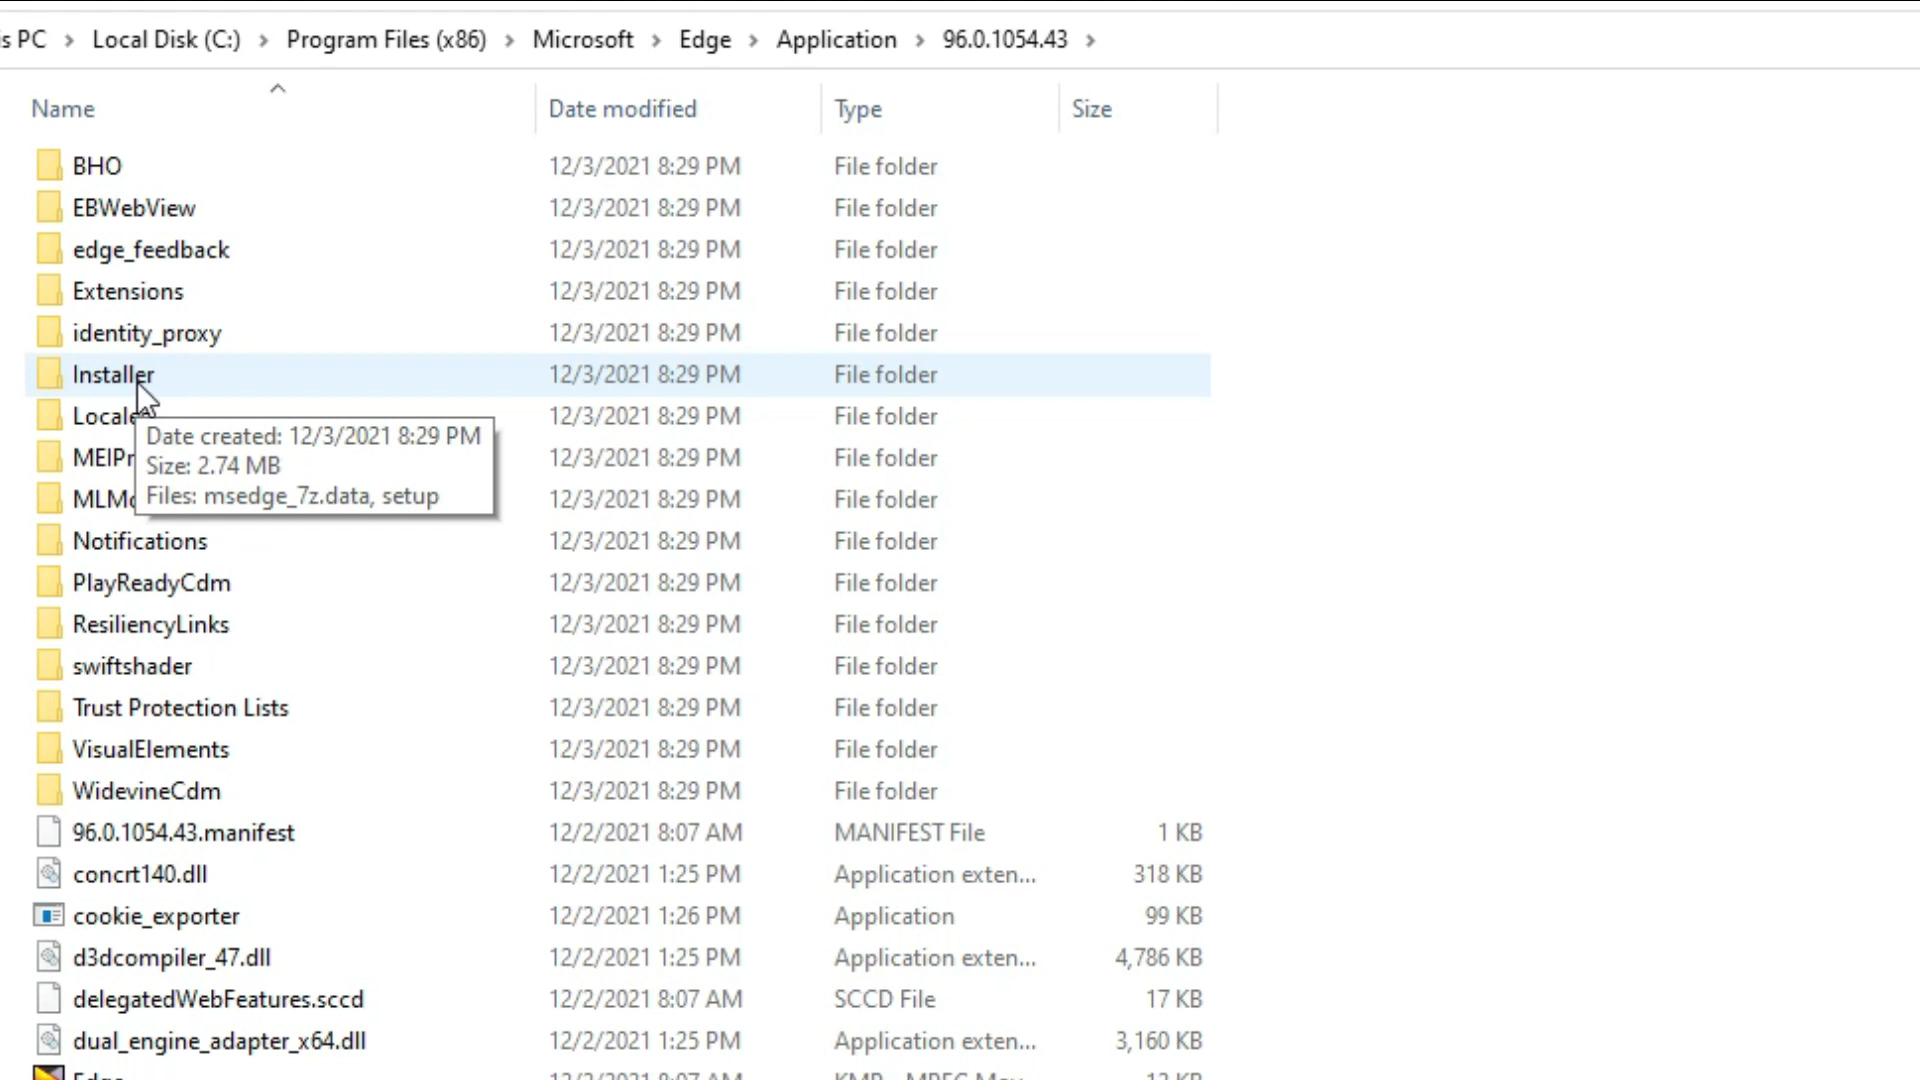 is PC > Local Disk (C:) > Program Files (x86) > Microsoft > Edge > Application > 96.0.1054.43 >
Name Date modified Type Size
BHO 12/3/2021 8:29 PM File folder
EBWebView 12/3/2021 8:29 PM File folder
edge_feedback 12/3/2021 8:29 PM File folder
Extensions 12/3/2021 8:29 PM File folder
identity_proxy 12/3/2021 8:29 PM File folder
Installer 12/3/2021 8:29 PM File folder
Locale 12/3/2021 8:29 PM File folder
Date created: 12/3/2021 8:29 PM
MEIPr 12/3/2021 8:29 PM File folder
Size: 2.74 MB
MLMo 12/3/2021 8:29 PM File folder
Files: msedge_7z.data, setup
Notifications 12/3/2021 8:29 PM File folder
PlayReadyCdm 12/3/2021 8:29 PM File folder
ResiliencyLinks 12/3/2021 8:29 PM File folder
swiftshader 12/3/2021 8:29 PM File folder
Trust Protection Lists 12/3/2021 8:29 PM File folder
VisualElements 12/3/2021 8:29 PM File folder
WidevineCdm 12/3/2021 8:29 PM File folder
96.0.1054.43.manifest 12/2/2021 8:07 AM MANIFEST File 1 KB
concrt140.dll 12/2/2021 1:25 PM Application exten... 318 KB
cookie_exporter 12/2/2021 1:26 PM Application 99 KB
d3dcompiler_47.dll 12/2/2021 1:25 PM Application exten... 4,786 KB
delegatedWebFeatures.sccd 12/2/2021 8:07 AM SCCD File 17 KB
dual_engine_adapter_x64.dll 12/2/2021 1:25 PM Application exten... 3,160 KB
Edge 12/2/2021 8:07 AM